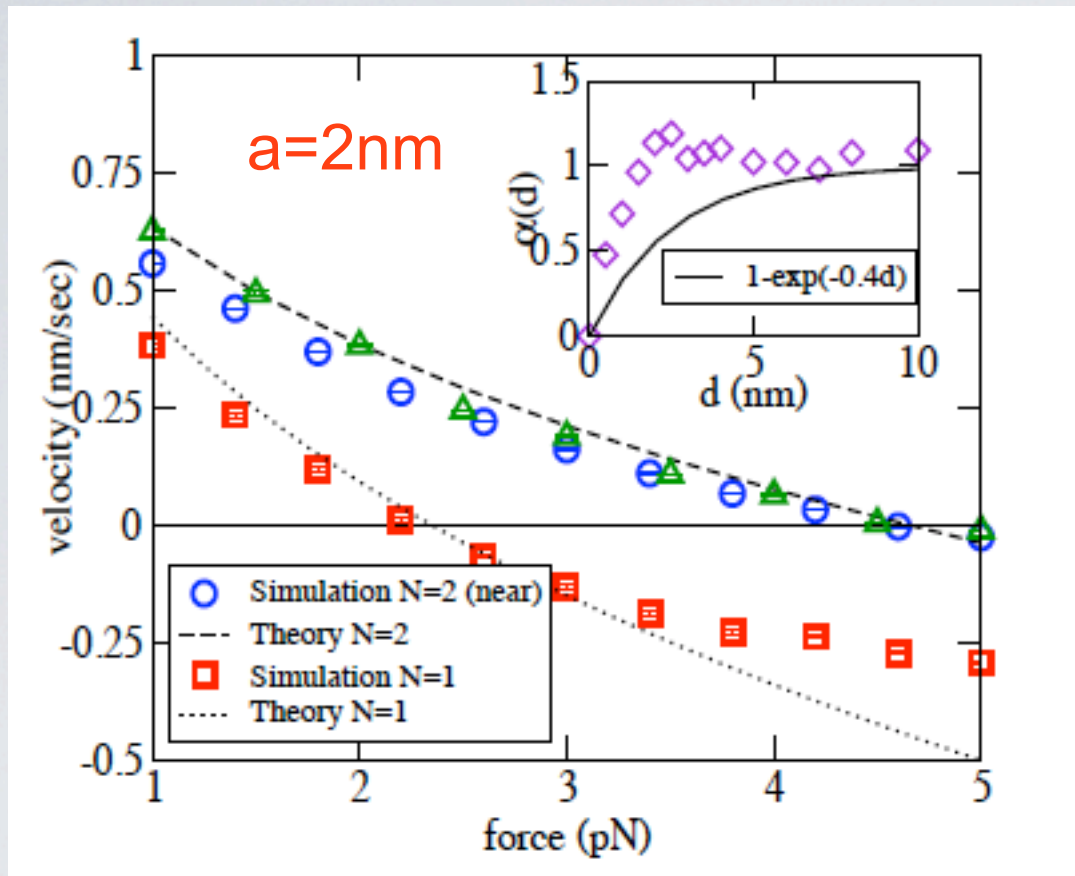 1
0.75
0.5
0.25
0
-0.25
-0.5
velocity (nm/sec)
a=2nm
1.5
1
0.5
0
α(d)
1-exp(-0.4d)
0
5
10
d (nm)
Simulation N=2 (near)
Theory N=2
Simulation N=1
Theory N=1
1
2
3
4
5
force (pN)